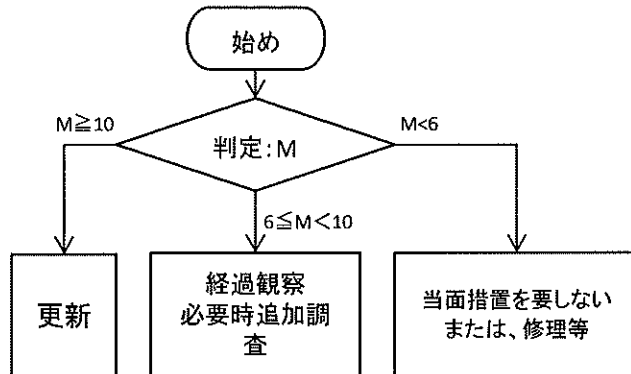 始め
M≧10
判定:M
M<6
6≦M<10
更新
経過観察
必要時追加調
査
当面措置を要しない
または、修理等